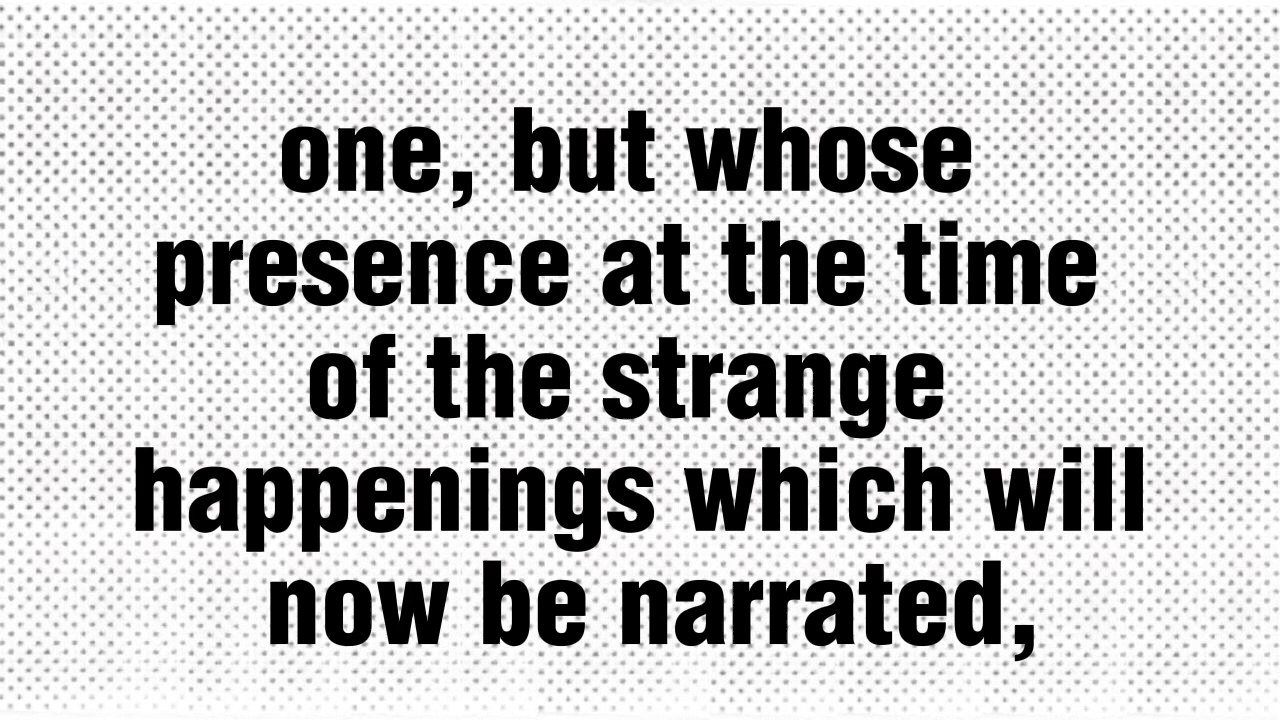 one, but whose
presence at the time
of the strange
happenings which will
now be narrated,